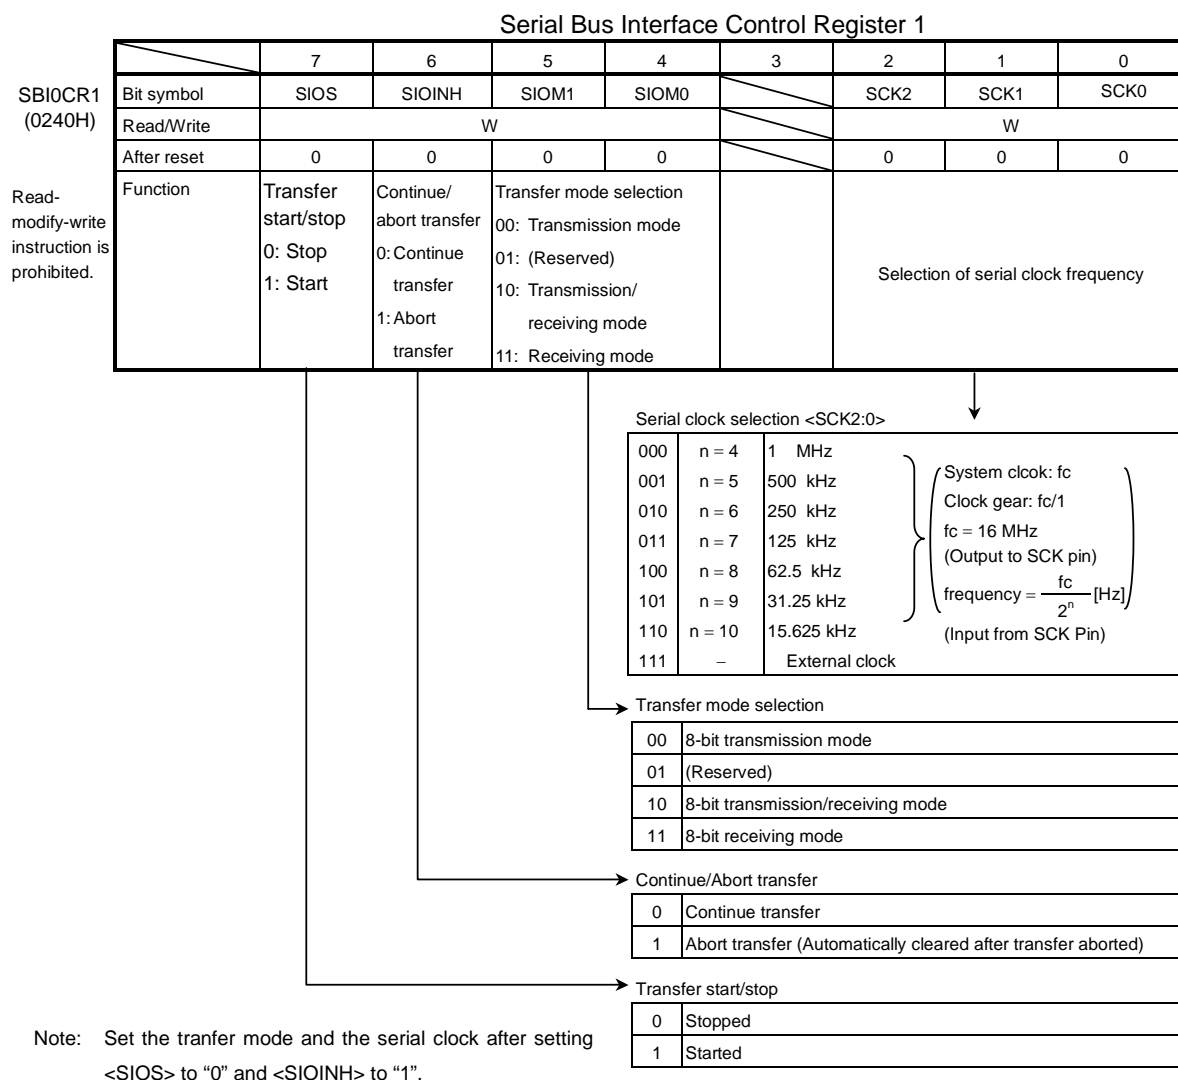 Serial Bus Interface Control Register 1
7 6 5 4 3 2 1 0
SBI0CR1
(0240H)
Bit symbol SIOS SIOINH SIOM1 SIOM0 SCK2 SCK1 SCK0
Read/Write W W
After reset 0 0 0 0 0 0 0
Read-
modify-write
instruction is
prohibited.
Function
Transfer
start/stop
0: Stop
1: Start
Continue/
abort transfer
0: Continue
transfer
1: Abort
transfer
Transfer mode selection
00: Transmission mode
01: (Reserved)
10: Transmission/
receiving mode
11: Receiving mode
Selection of serial clock frequency
Serial clock selection <SCK2:0>
000 n = 4 1 MHz
001 n = 5 500 kHz
010 n = 6 250 kHz
011 n = 7 125 kHz
100 n = 8 62.5 kHz
101 n = 9 31.25 kHz
110 n = 10 15.625 kHz
111 – External clock
System clcok: fc
Clock gear: fc/1
fc = 16 MHz
(Output to SCK pin)
frequency = fc / 2^n [Hz]
(Input from SCK Pin)
Transfer mode selection
00 8-bit transmission mode
01 (Reserved)
10 8-bit transmission/receiving mode
11 8-bit receiving mode
Continue/Abort transfer
0 Continue transfer
1 Abort transfer (Automatically cleared after transfer aborted)
Transfer start/stop
0 Stopped
1 Started
Note: Set the tranfer mode and the serial clock after setting
<SIOS> to “0” and <SIOINH> to “1”.